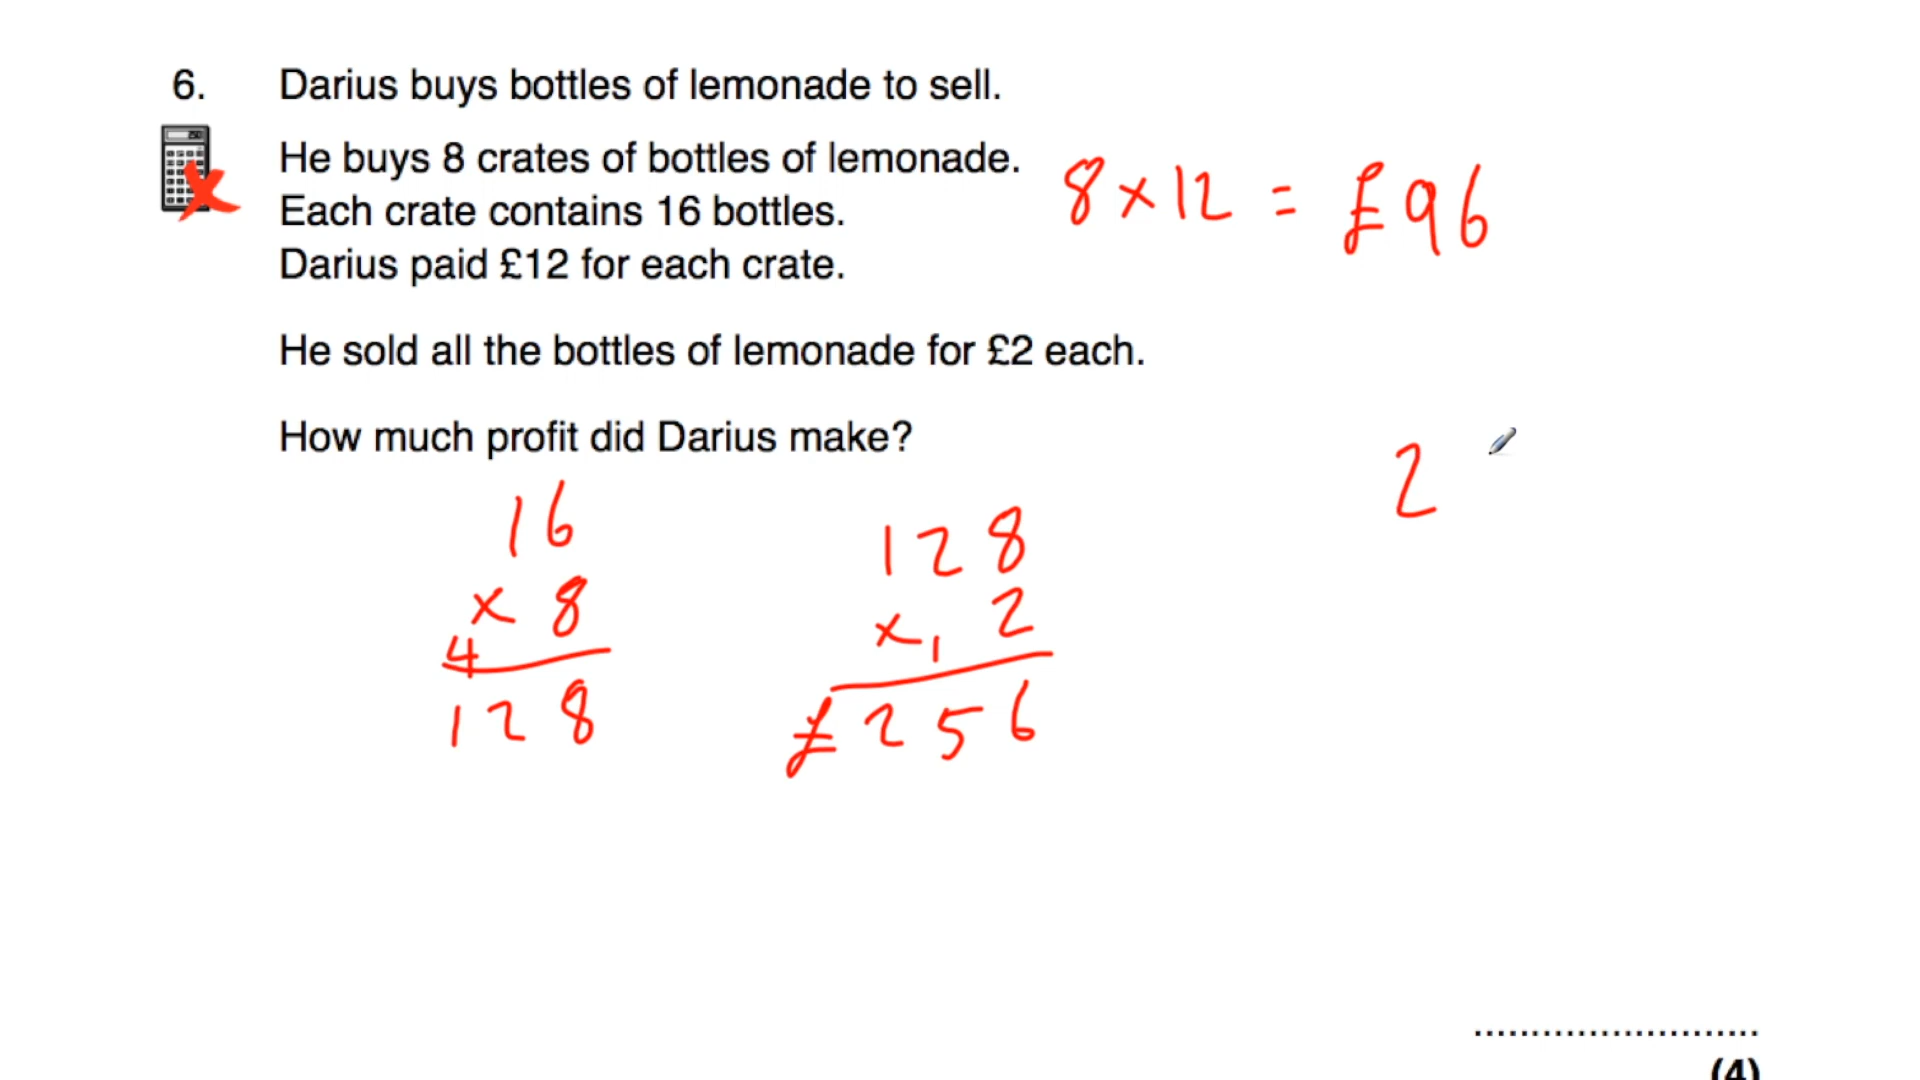 6. Darius buys bottles of lemonade to sell.
He buys 8 crates of bottles of lemonade.
Each crate contains 16 bottles.
Darius paid £12 for each crate.
8 × 12 = £96
He sold all the bottles of lemonade for £2 each.
How much profit did Darius make?
16
× 8
4
128
128
× 2
1
£256
2
..........................
(4)